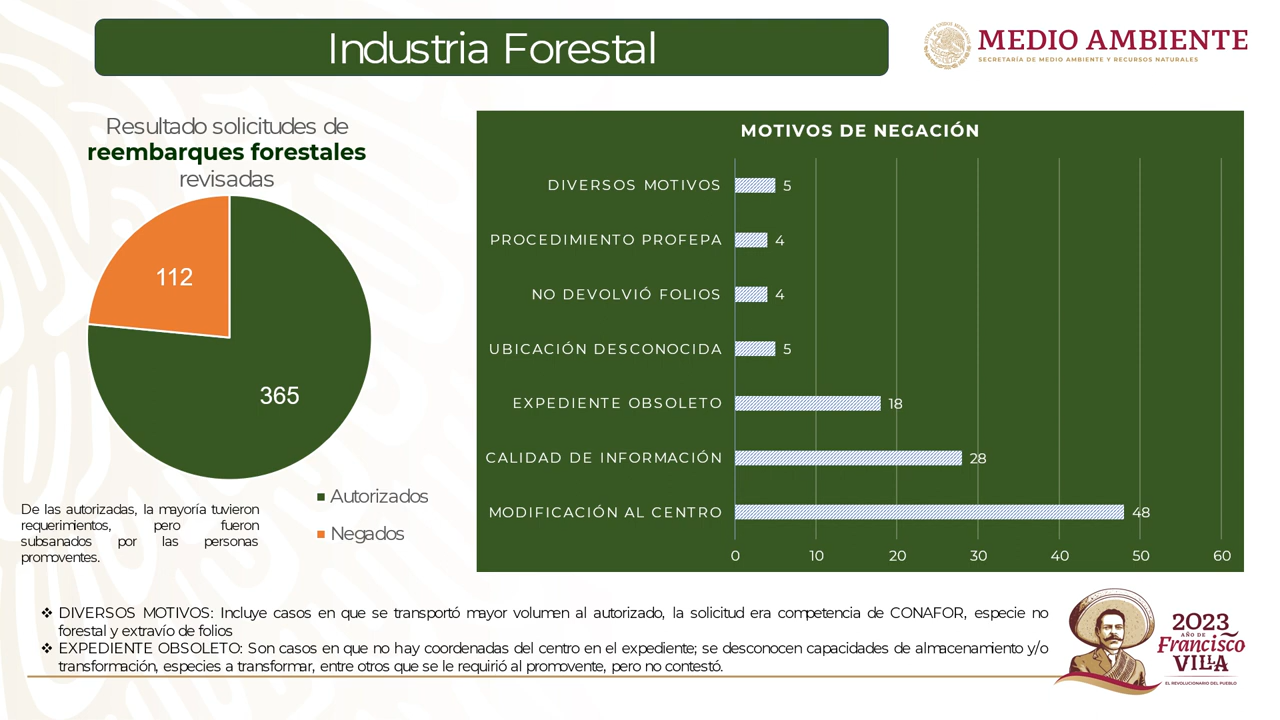 Industria Forestal
MEDIO AMBIENTE
SECRETARÍA DE MEDIO AMBIENTE Y RECURSOS NATURALES
Resultado solicitudes de
reembarques forestales
revisadas
112
365
Autorizados
Negados
De las autorizadas, la mayoría tuvieron
requerimientos, pero fueron
subsanados por las personas
promoventes.
MOTIVOS DE NEGACIÓN
DIVERSOS MOTIVOS 5
PROCEDIMIENTO PROFEPA 4
NO DEVOLVIÓ FOLIOS 4
UBICACIÓN DESCONOCIDA 5
EXPEDIENTE OBSOLETO 18
CALIDAD DE INFORMACIÓN 28
MODIFICACIÓN AL CENTRO 48
0 10 20 30 40 50 60
❖ DIVERSOS MOTIVOS: Incluye casos en que se transportó mayor volumen al autorizado, la solicitud era competencia de CONAFOR, especie no
forestal y extravío de folios
❖ EXPEDIENTE OBSOLETO: Son casos en que no hay coordenadas del centro en el expediente; se desconocen capacidades de almacenamiento y/o
transformación, especies a transformar, entre otros que se le requirió al promovente, pero no contestó.
2023
AÑO DE
Francisco
VILLA
EL REVOLUCIONARIO DEL PUEBLO